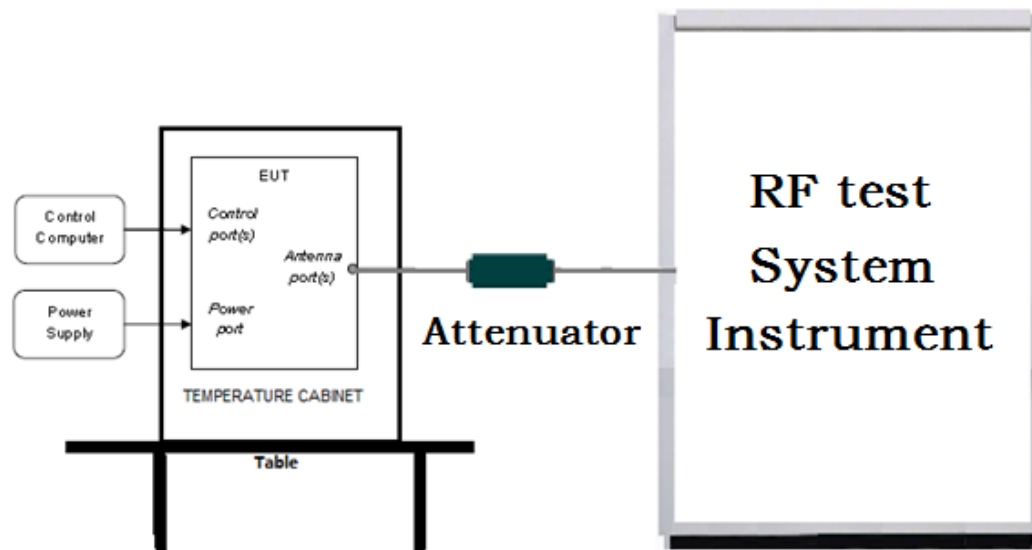 Control
Computer
Power
Supply
EUT
Control
port(s)
Antenna
port(s)
Power
port
TEMPERATURE CABINET
Table
Attenuator
RF test
System
Instrument